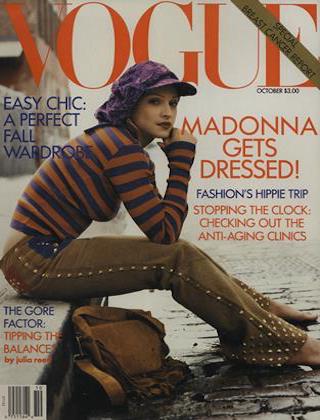 VOGUE
SPECIAL
BREAST CANCER REPORT
OCTOBER $3.00
EASY CHIC:
A PERFECT
FALL
WARDROBE
MADONNA
GETS
DRESSED!
FASHION'S HIPPIE TRIP
STOPPING THE CLOCK:
CHECKING OUT THE
ANTI-AGING CLINICS
THE GORE
FACTOR:
TIPPING THE
BALANCE
by julia reed
10